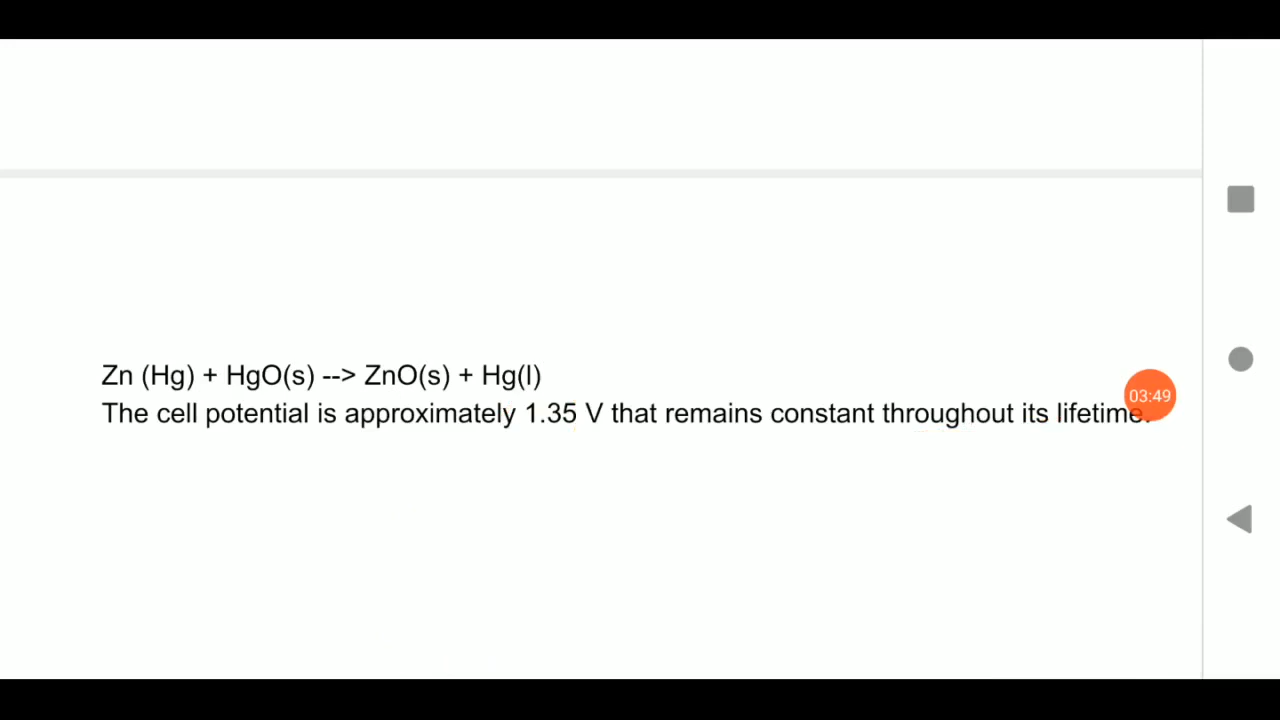 Zn (Hg) + HgO(s) --> ZnO(s) + Hg(l)
The cell potential is approximately 1.35 V that remains constant throughout its lifetime.
03:49